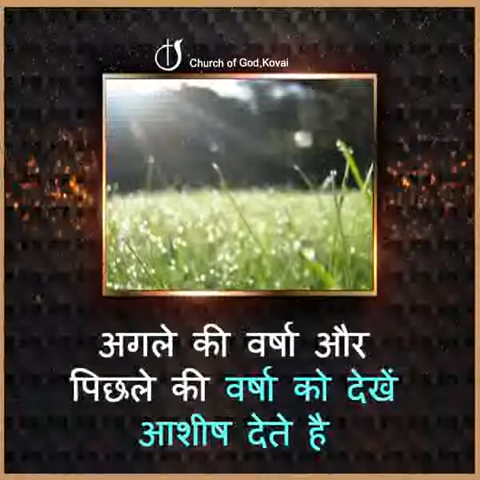 Church of God,Kovai
अगले की वर्षा और
पिछले की वर्षा को देखें
आशीष देते है